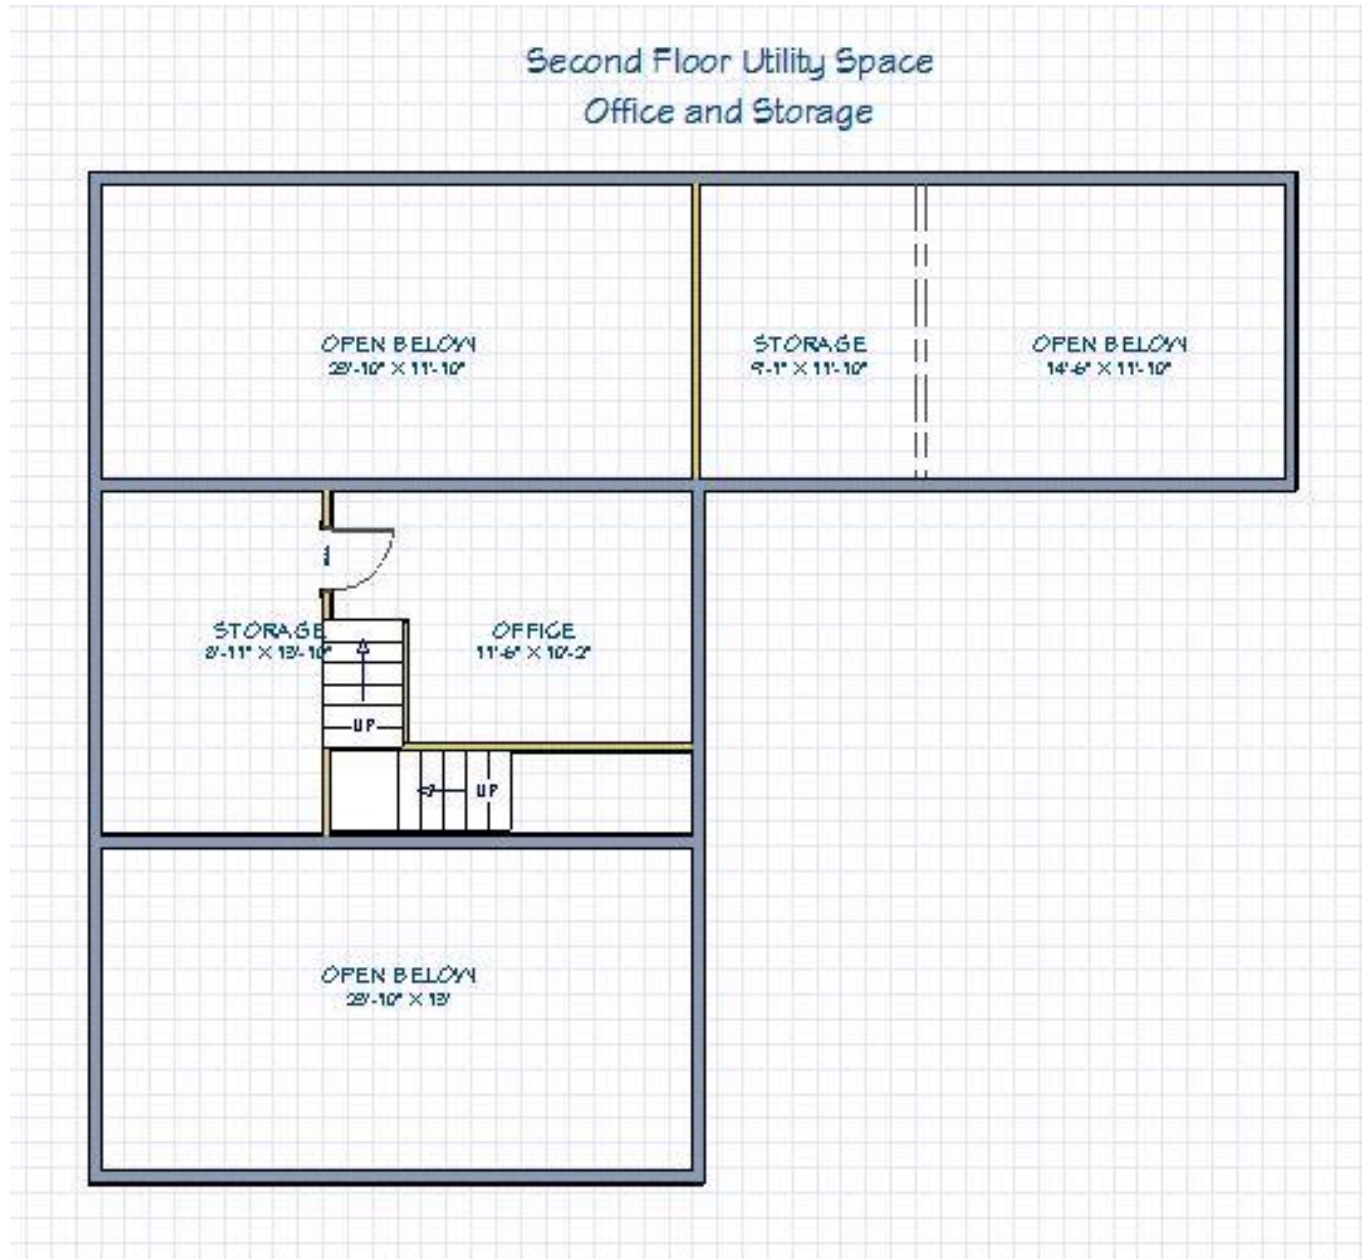 Second Floor Utility Space
Office and Storage
OPEN BELOW
23'-10" X 11'-10"
STORAGE
9'-1" X 11'-10"
OPEN BELOW
14'-6" X 11'-10"
STORAGE
8'-11" X 13'-10"
OFFICE
11'-6" X 10'-2"
UP
UP
OPEN BELOW
23'-10" X 13'